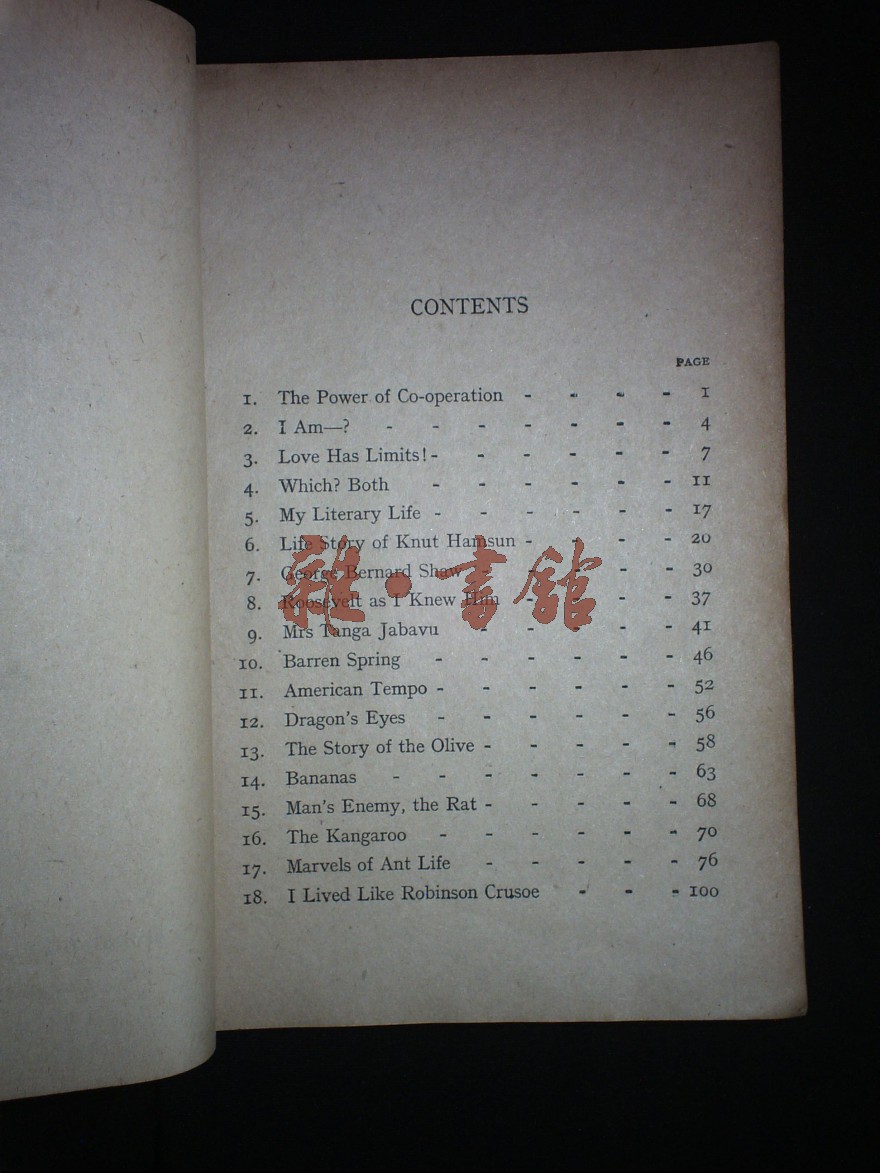 CONTENTS
PAGE
1. The Power of Co-operation - - - - 1
2. I Am—? - - - - - - - 4
3. Love Has Limits! - - - - - - 7
4. Which? Both - - - - - - 11
5. My Literary Life - - - - - - 17
6. Life Story of Knut Hamsun - - - - 20
7. George Bernard Shaw - - - - - 30
8. Roosevelt as I Knew Him - - - - 37
9. Mrs Tanga Jabavu - - - - - 41
10. Barren Spring - - - - - - 46
11. American Tempo - - - - - - 52
12. Dragon's Eyes - - - - - - 56
13. The Story of the Olive - - - - - 58
14. Bananas - - - - - - - 63
15. Man's Enemy, the Rat - - - - - 68
16. The Kangaroo - - - - - - 70
17. Marvels of Ant Life - - - - - 76
18. I Lived Like Robinson Crusoe - - - 100
雜·書館